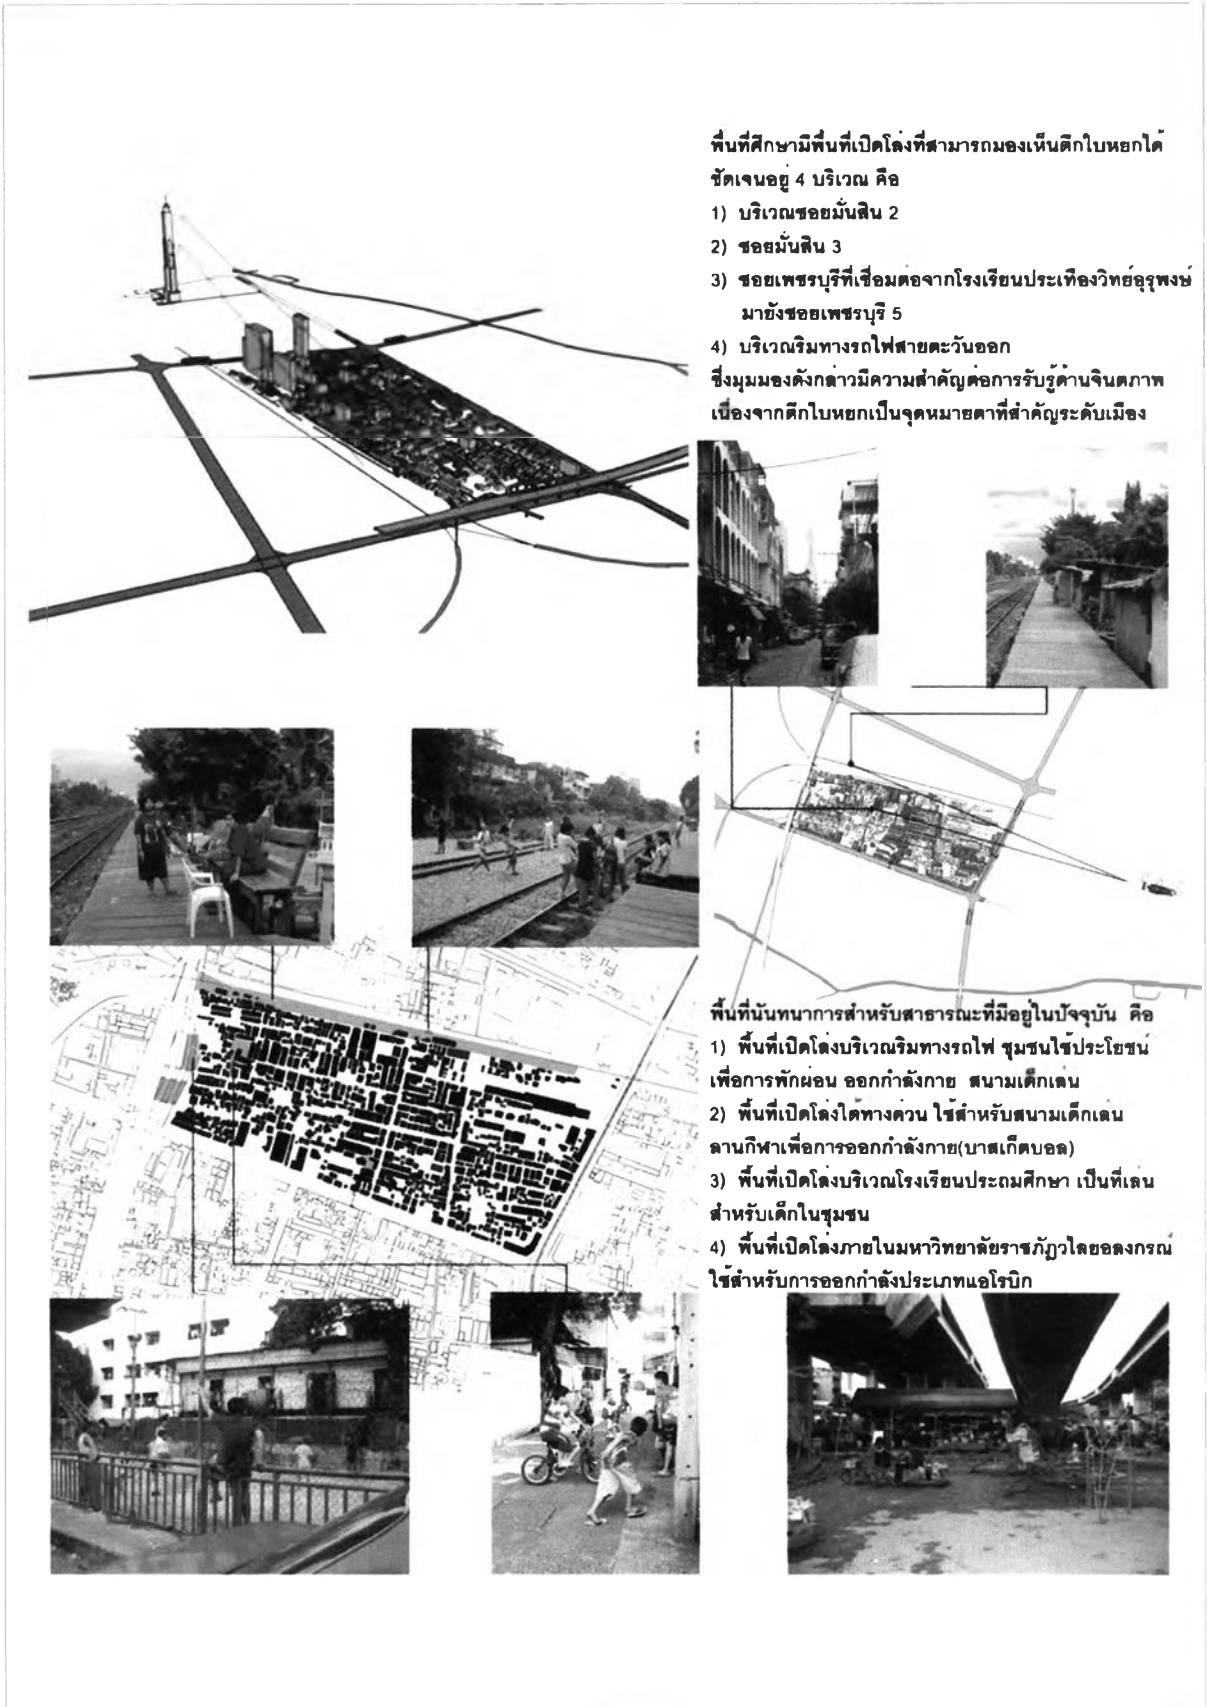 พื้นที่ศึกษามีพื้นที่เปิดโล่งที่สามารถมองเห็นตึกใบหยกได้
ชัดเจนอยู่ 4 บริเวณ คือ
1) บริเวณซอยมั่นสิน 2
2) ซอยมั่นสิน 3
3) ซอยเพชรบุรีที่เชื่อมต่อจากโรงเรียนประเทืองวิทย์อุรุพงษ์
มายังซอยเพชรบุรี 5
4) บริเวณริมทางรถไฟสายตะวันออก
ซึ่งมุมมองดังกล่าวมีความสำคัญต่อการรับรู้ด้านจินตภาพ
เนื่องจากตึกใบหยกเป็นจุดหมายตาที่สำคัญระดับเมือง
พื้นที่นันทนาการสำหรับสาธารณะที่มีอยู่ในปัจจุบัน คือ
1) พื้นที่เปิดโล่งบริเวณริมทางรถไฟ ชุมชนใช้ประโยชน์
เพื่อการพักผ่อน ออกกำลังกาย สนามเด็กเล่น
2) พื้นที่เปิดโล่งใต้ทางด่วน ใช้สำหรับสนามเด็กเล่น
ลานกีฬาเพื่อการออกกำลังกาย(บาสเก็ตบอล)
3) พื้นที่เปิดโล่งบริเวณโรงเรียนประถมศึกษา เป็นที่เล่น
สำหรับเด็กในชุมชน
4) พื้นที่เปิดโล่งภายในมหาวิทยาลัยราชภัฏวไลยอลงกรณ์
ใช้สำหรับการออกกำลังประเภทแอโรบิก